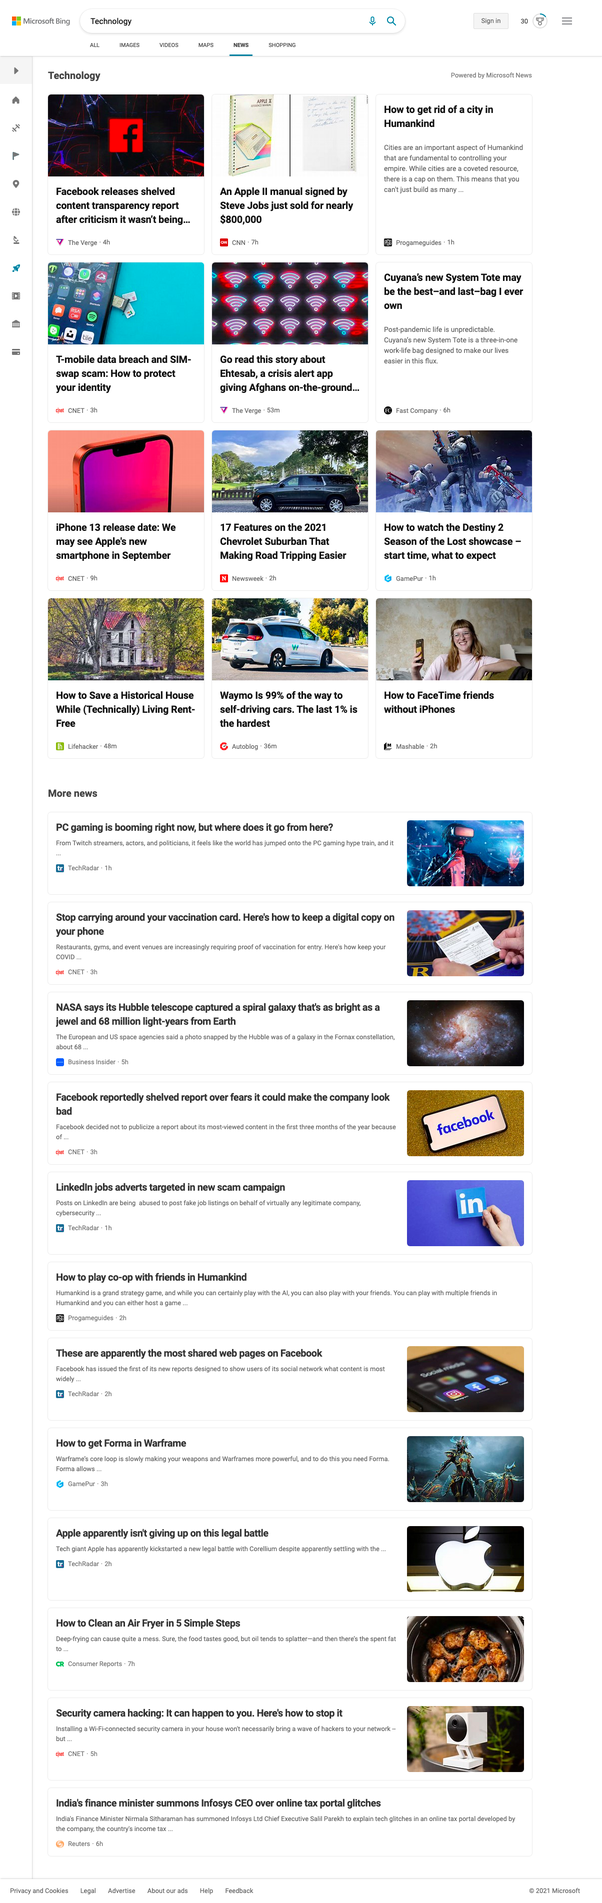 Microsoft Bing
Technology
Sign in
30
ALL
IMAGES
VIDEOS
MAPS
NEWS
SHOPPING
Technology
Powered by Microsoft News
Facebook releases shelved
content transparency report
after criticism it wasn't being...
The Verge · 4h
An Apple II manual signed by
Steve Jobs just sold for nearly
$800,000
CNN · 7h
How to get rid of a city in
Humankind
Cities are an important aspect of Humankind
that are fundamental to controlling your
empire. While cities are a coveted resource,
there is a cap on them. This means that you
can't just build as many ...
Progameguides · 1h
T-mobile data breach and SIM-
swap scam: How to protect
your identity
CNET · 3h
Go read this story about
Ehtesab, a crisis alert app
giving Afghans on-the-ground...
The Verge · 53m
Cuyana's new System Tote may
be the best–and last–bag I ever
own
Post-pandemic life is unpredictable.
Cuyana's new System Tote is a three-in-one
work-life bag designed to make our lives
easier in this flux.
Fast Company · 6h
iPhone 13 release date: We
may see Apple's new
smartphone in September
CNET · 9h
17 Features on the 2021
Chevrolet Suburban That
Making Road Tripping Easier
Newsweek · 2h
How to watch the Destiny 2
Season of the Lost showcase –
start time, what to expect
GamePur · 1h
How to Save a Historical House
While (Technically) Living Rent-
Free
Lifehacker · 48m
Waymo Is 99% of the way to
self-driving cars. The last 1% is
the hardest
Autoblog · 36m
How to FaceTime friends
without iPhones
Mashable · 2h
More news
PC gaming is booming right now, but where does it go from here?
From Twitch streamers, actors, and politicians, it feels like the world has jumped onto the PC gaming hype train, and it
...
TechRadar · 1h
Stop carrying around your vaccination card. Here's how to keep a digital copy on
your phone
Restaurants, gyms, and event venues are increasingly requiring proof of vaccination for entry. Here's how keep your
COVID ...
CNET · 3h
NASA says its Hubble telescope captured a spiral galaxy that's as bright as a
jewel and 68 million light-years from Earth
The European and US space agencies said a photo snapped by the Hubble was of a galaxy in the Fornax constellation,
about 68 ...
Business Insider · 5h
Facebook reportedly shelved report over fears it could make the company look
bad
Facebook decided not to publicize a report about its most-viewed content in the first three months of the year because
of ...
CNET · 3h
facebook
LinkedIn jobs adverts targeted in new scam campaign
Posts on LinkedIn are being abused to post fake job listings on behalf of virtually any legitimate company,
cybersecurity ...
TechRadar · 1h
in
How to play co-op with friends in Humankind
Humankind is a grand strategy game, and while you can certainly play with the AI, you can also play with your friends. You can play with multiple friends in
Humankind and you can either host a game ...
Progameguides · 2h
These are apparently the most shared web pages on Facebook
Facebook has issued the first of its new reports designed to show users of its social network what content is most
widely ...
TechRadar · 2h
Social media
How to get Forma in Warframe
Warframe's core loop is slowly making your weapons and Warframes more powerful, and to do this you need Forma.
Forma allows ...
GamePur · 3h
Apple apparently isn't giving up on this legal battle
Tech giant Apple has apparently kickstarted a new legal battle with Corellium despite apparently settling with the ...
TechRadar · 2h
How to Clean an Air Fryer in 5 Simple Steps
Deep-frying can cause quite a mess. Sure, the food tastes good, but oil tends to splatter—and then there's the spent fat
to ...
Consumer Reports · 7h
Security camera hacking: It can happen to you. Here's how to stop it
Installing a Wi-Fi-connected security camera in your house won't necessarily bring a wave of hackers to your network –
but ...
CNET · 5h
India's finance minister summons Infosys CEO over online tax portal glitches
India's Finance Minister Nirmala Sitharaman has summoned Infosys Ltd Chief Executive Salil Parekh to explain tech glitches in an online tax portal developed by
the company, the country's income tax ...
Reuters · 6h
Privacy and Cookies
Legal
Advertise
About our ads
Help
Feedback
© 2021 Microsoft